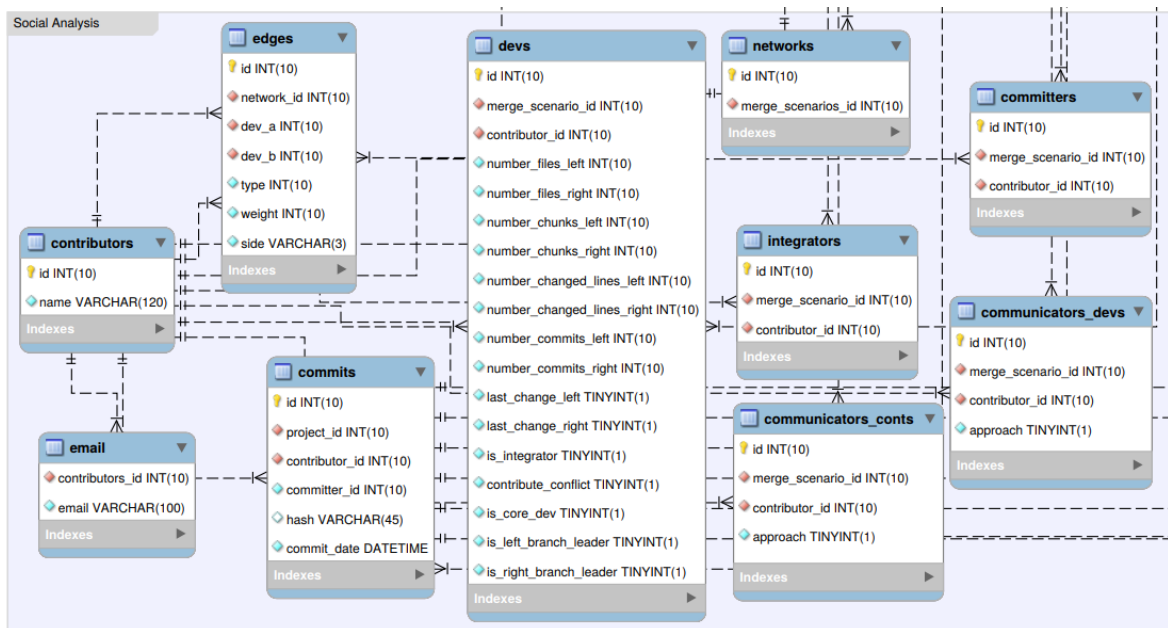 Social Analysis
edges
id INT(10)
network_id INT(10)
dev_a INT(10)
dev_b INT(10)
type INT(10)
weight INT(10)
side VARCHAR(3)
Indexes
devs
id INT(10)
merge_scenario_id INT(10)
contributor_id INT(10)
number_files_left INT(10)
number_files_right INT(10)
number_chunks_left INT(10)
number_chunks_right INT(10)
number_changed_lines_left INT(10)
number_changed_lines_right INT(10)
number_commits_left INT(10)
number_commits_right INT(10)
last_change_left TINYINT(1)
last_change_right TINYINT(1)
is_integrator TINYINT(1)
contribute_conflict TINYINT(1)
is_core_dev TINYINT(1)
is_left_branch_leader TINYINT(1)
is_right_branch_leader TINYINT(1)
Indexes
networks
id INT(10)
merge_scenarios_id INT(10)
Indexes
committers
id INT(10)
merge_scenario_id INT(10)
contributor_id INT(10)
Indexes
contributors
id INT(10)
name VARCHAR(120)
Indexes
integrators
id INT(10)
merge_scenario_id INT(10)
contributor_id INT(10)
Indexes
communicators_devs
id INT(10)
merge_scenario_id INT(10)
contributor_id INT(10)
approach TINYINT(1)
Indexes
commits
id INT(10)
project_id INT(10)
contributor_id INT(10)
committer_id INT(10)
hash VARCHAR(45)
commit_date DATETIME
Indexes
communicators_conts
id INT(10)
merge_scenario_id INT(10)
contributor_id INT(10)
approach TINYINT(1)
Indexes
email
contributors_id INT(10)
email VARCHAR(100)
Indexes